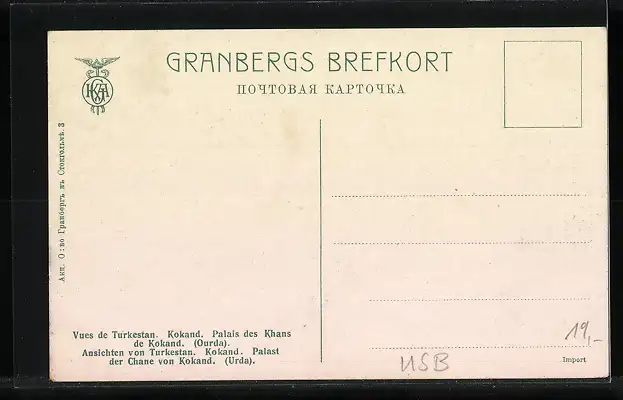 GRANBERGS BREFKORT
ПОЧТОВАЯ КАРТОЧКА
Акц. О:во Гранбергъ въ Стокгольмѣ. 3
Vues de Turkestan. Kokand. Palais des Khans
de Kokand. (Ourda).
Ansichten von Turkestan. Kokand. Palast
der Chane von Kokand. (Urda).
19,-
USB
Import